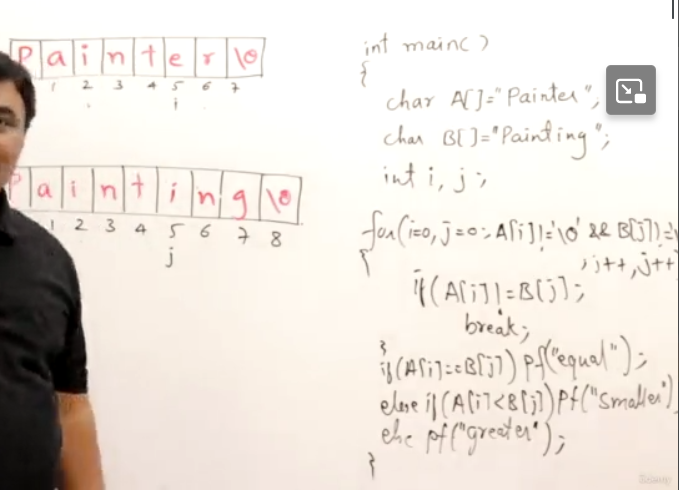 P a i n t e r \0
1 2 3 4 5 6 7
i
a i n t i n g \0
1 2 3 4 5 6 7 8
j
int main( )
{
char A[]="Painter";
char B[]="Painting";
int i, j;
for(i=0, j=0; A[i]!='\0' && B[j]!='\
;i++,j++
{
if(A[i]!=B[j];
break;
}
if(A[i]==B[j]) pf("equal");
else if(A[i]<B[j]) pf("smaller")
else pf("greater");
}
Udemy